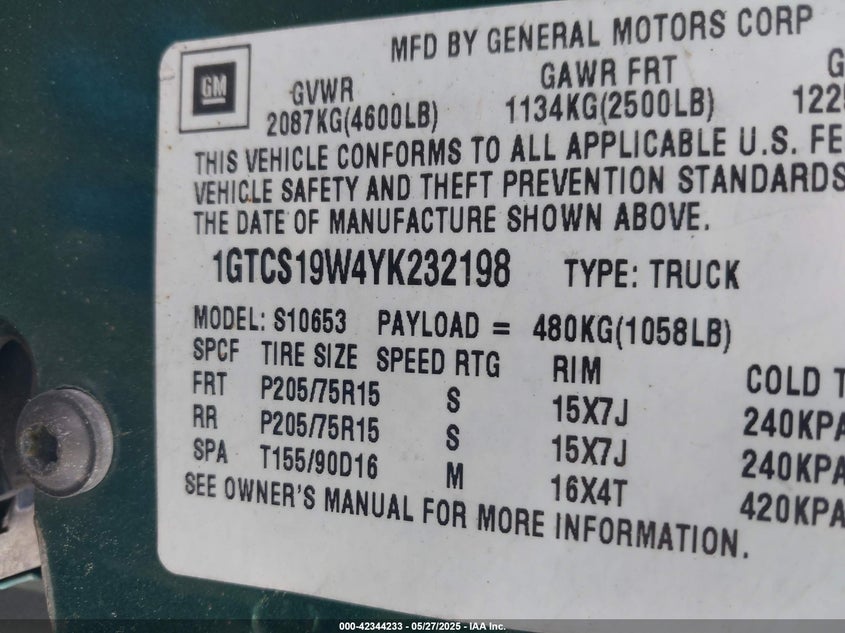 MFD BY GENERAL MOTORS CORP
GM
GVWR GAWR FRT G
2087KG(4600LB) 1134KG(2500LB) 1225
THIS VEHICLE CONFORMS TO ALL APPLICABLE U.S. FE
VEHICLE SAFETY AND THEFT PREVENTION STANDARDS
THE DATE OF MANUFACTURE SHOWN ABOVE.
1GTCS19W4YK232198 TYPE: TRUCK
MODEL: S10653 PAYLOAD = 480KG(1058LB)
SPCF TIRE SIZE SPEED RTG RIM COLD T
FRT P205/75R15 S 15X7J 240KPA
RR P205/75R15 S 15X7J 240KPA
SPA T155/90D16 M 16X4T 420KPA
SEE OWNER'S MANUAL FOR MORE INFORMATION.
000-42344233 - 05/27/2025 - IAA Inc.